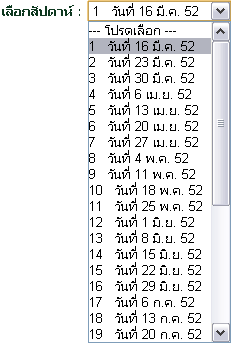 เลือกสัปดาห์ : 1 วันที่ 16 มี.ค. 52
--- โปรดเลือก ---
1 วันที่ 16 มี.ค. 52
2 วันที่ 23 มี.ค. 52
3 วันที่ 30 มี.ค. 52
4 วันที่ 6 เม.ย. 52
5 วันที่ 13 เม.ย. 52
6 วันที่ 20 เม.ย. 52
7 วันที่ 27 เม.ย. 52
8 วันที่ 4 พ.ค. 52
9 วันที่ 11 พ.ค. 52
10 วันที่ 18 พ.ค. 52
11 วันที่ 25 พ.ค. 52
12 วันที่ 1 มิ.ย. 52
13 วันที่ 8 มิ.ย. 52
14 วันที่ 15 มิ.ย. 52
15 วันที่ 22 มิ.ย. 52
16 วันที่ 29 มิ.ย. 52
17 วันที่ 6 ก.ค. 52
18 วันที่ 13 ก.ค. 52
19 วันที่ 20 ก.ค. 52